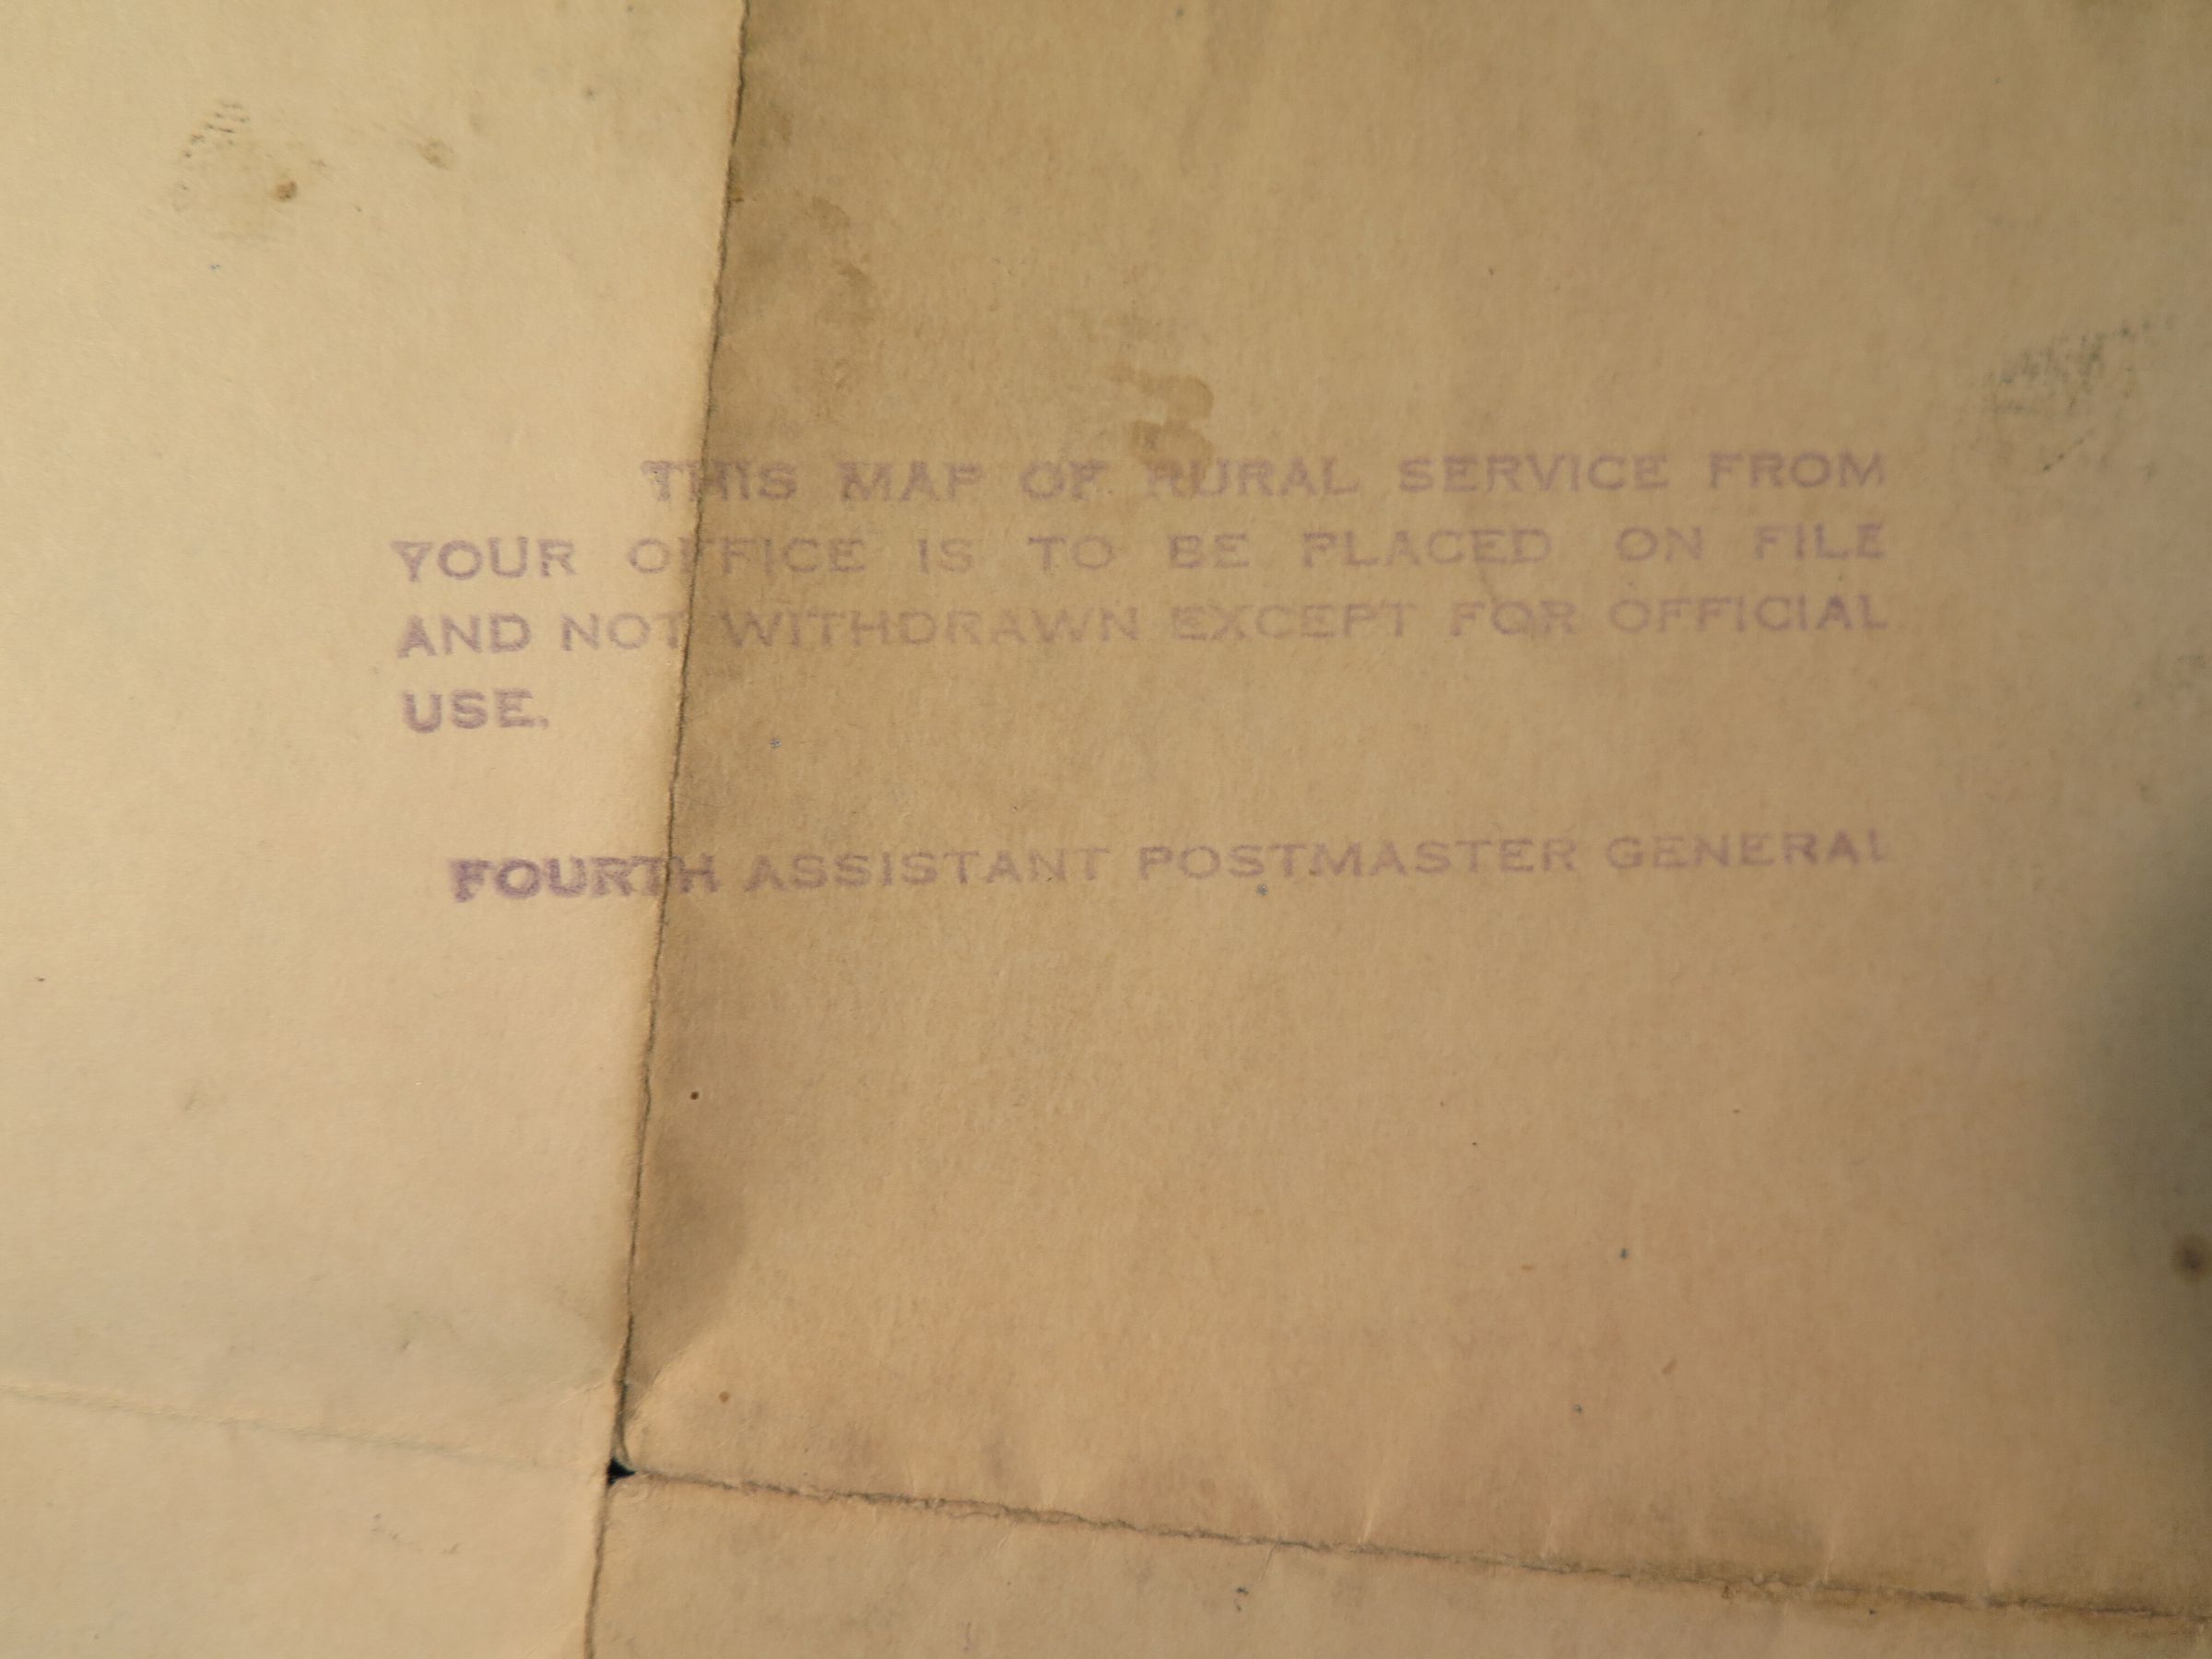 THIS MAP OF RURAL SERVICE FROM
YOUR OFFICE IS TO BE PLACED ON FILE
AND NOT WITHDRAWN EXCEPT FOR OFFICIAL
USE.
FOURTH ASSISTANT POSTMASTER GENERAL